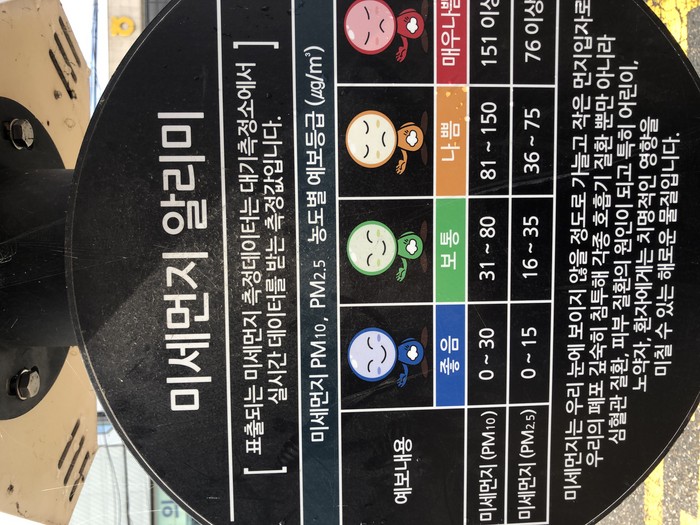 미세먼지 알리미
[ 표출되는 미세먼지 측정데이터는 대기측정소에서
실시간 데이터를 받는 측정값입니다. ]
미세먼지 PM10, PM2.5 농도별 예보등급 (㎍/㎥)
예보내용 좋음 보통 나쁨 매우나쁨
미세먼지 (PM10) 0 ~ 30 31 ~ 80 81 ~ 150 151 이상
미세먼지 (PM2.5) 0 ~ 15 16 ~ 35 36 ~ 75 76 이상
미세먼지는 우리 눈에 보이지 않을 정도로 가늘고 작은 먼지입자로
우리의 폐포 깊숙히 침투해 각종 호흡기 질환 뿐만 아니라
심혈관 질환, 피부 질환의 원인이 되고 특히 어린이,
노약자, 환자에게는 치명적인 영향을
미칠 수 있는 해로운 물질입니다.